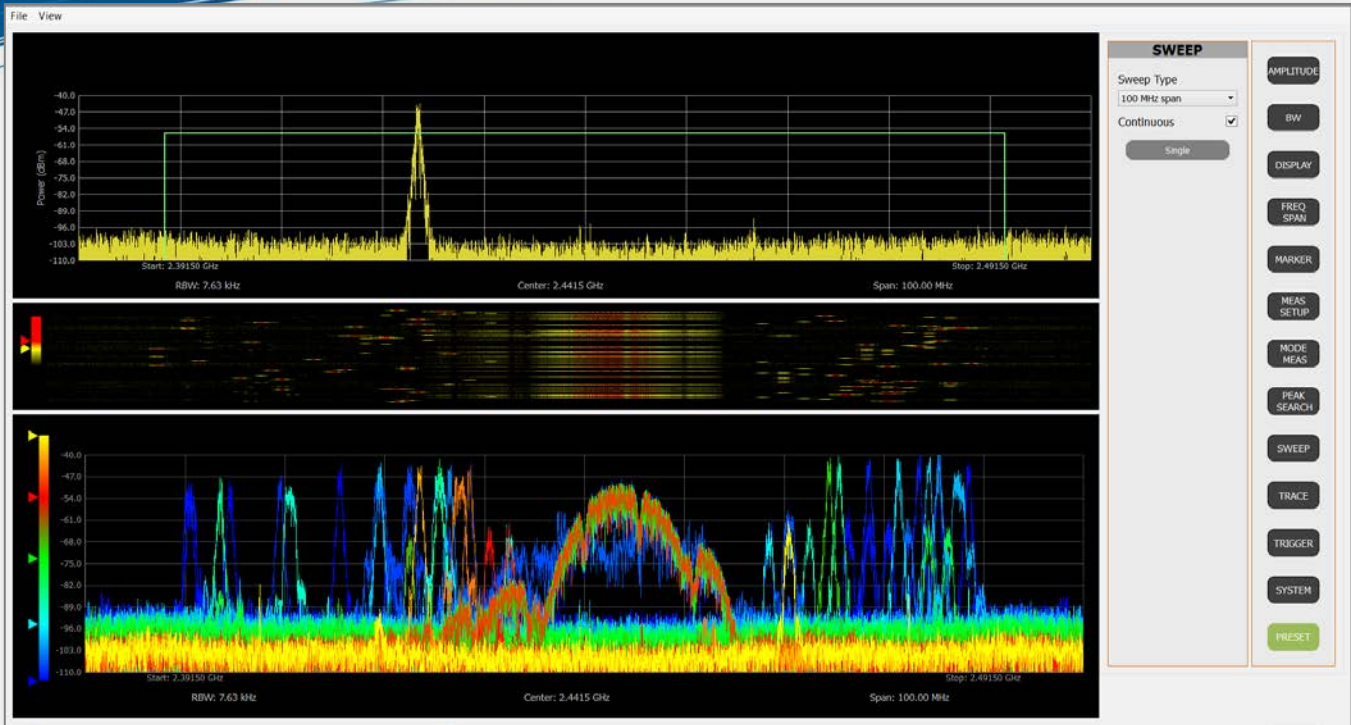 File View
-40.0
-47.0
-54.0
-61.0
-68.0
-75.0
-82.0
-89.0
-96.0
-103.0
-110.0
Power (dBm)
Start: 2.39150 GHz
Stop: 2.49150 GHz
RBW: 7.63 kHz
Center: 2.4415 GHz
Span: 100.00 MHz
-40.0
-47.0
-54.0
-61.0
-68.0
-75.0
-82.0
-89.0
-96.0
-103.0
-110.0
Start: 2.39150 GHz
Stop: 2.49150 GHz
RBW: 7.63 kHz
Center: 2.4415 GHz
Span: 100.00 MHz
SWEEP
Sweep Type
100 MHz span
Continuous
Single
AMPLITUDE
BW
DISPLAY
FREQ
SPAN
MARKER
MEAS
SETUP
MODE
MEAS
PEAK
SEARCH
SWEEP
TRACE
TRIGGER
SYSTEM
PRESET